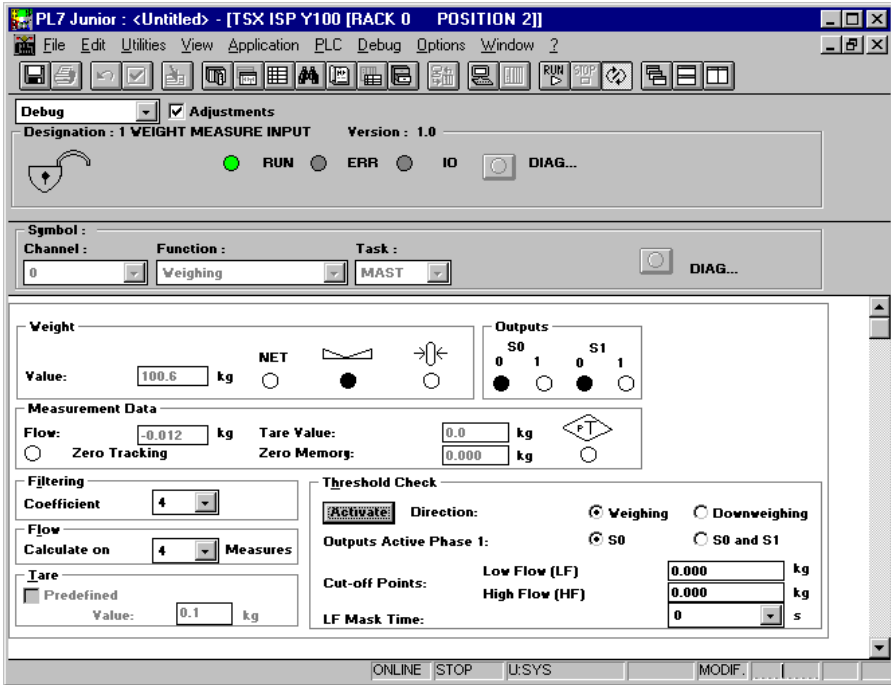 PL7 Junior : <Untitled> - [TSX ISP Y100 [RACK 0 POSITION 2]]
File Edit Utilities View Application PLC Debug Options Window ?
RUN STOP
Debug Adjustments
Designation : 1 WEIGHT MEASURE INPUT Version : 1.0
RUN ERR IO DIAG...
Symbol :
Channel : Function : Task :
0 Weighing MAST DIAG...
Weight Outputs
NET S0 S1
0 1 0 1
Value: 100.6 kg
Measurement Data
Flow: -0.012 kg Tare Value: 0.0 kg PT
Zero Tracking Zero Memory: 0.000 kg
Filtering Threshold Check
Coefficient 4 Activate Direction: Weighing Downweighing
Flow
Calculate on 4 Measures Outputs Active Phase 1: S0 S0 and S1
Tare Cut-off Points: Low Flow (LF) 0.000 kg
Predefined High Flow (HF) 0.000 kg
Value: 0.1 kg LF Mask Time: 0 s
ONLINE STOP U:SYS MODIF.